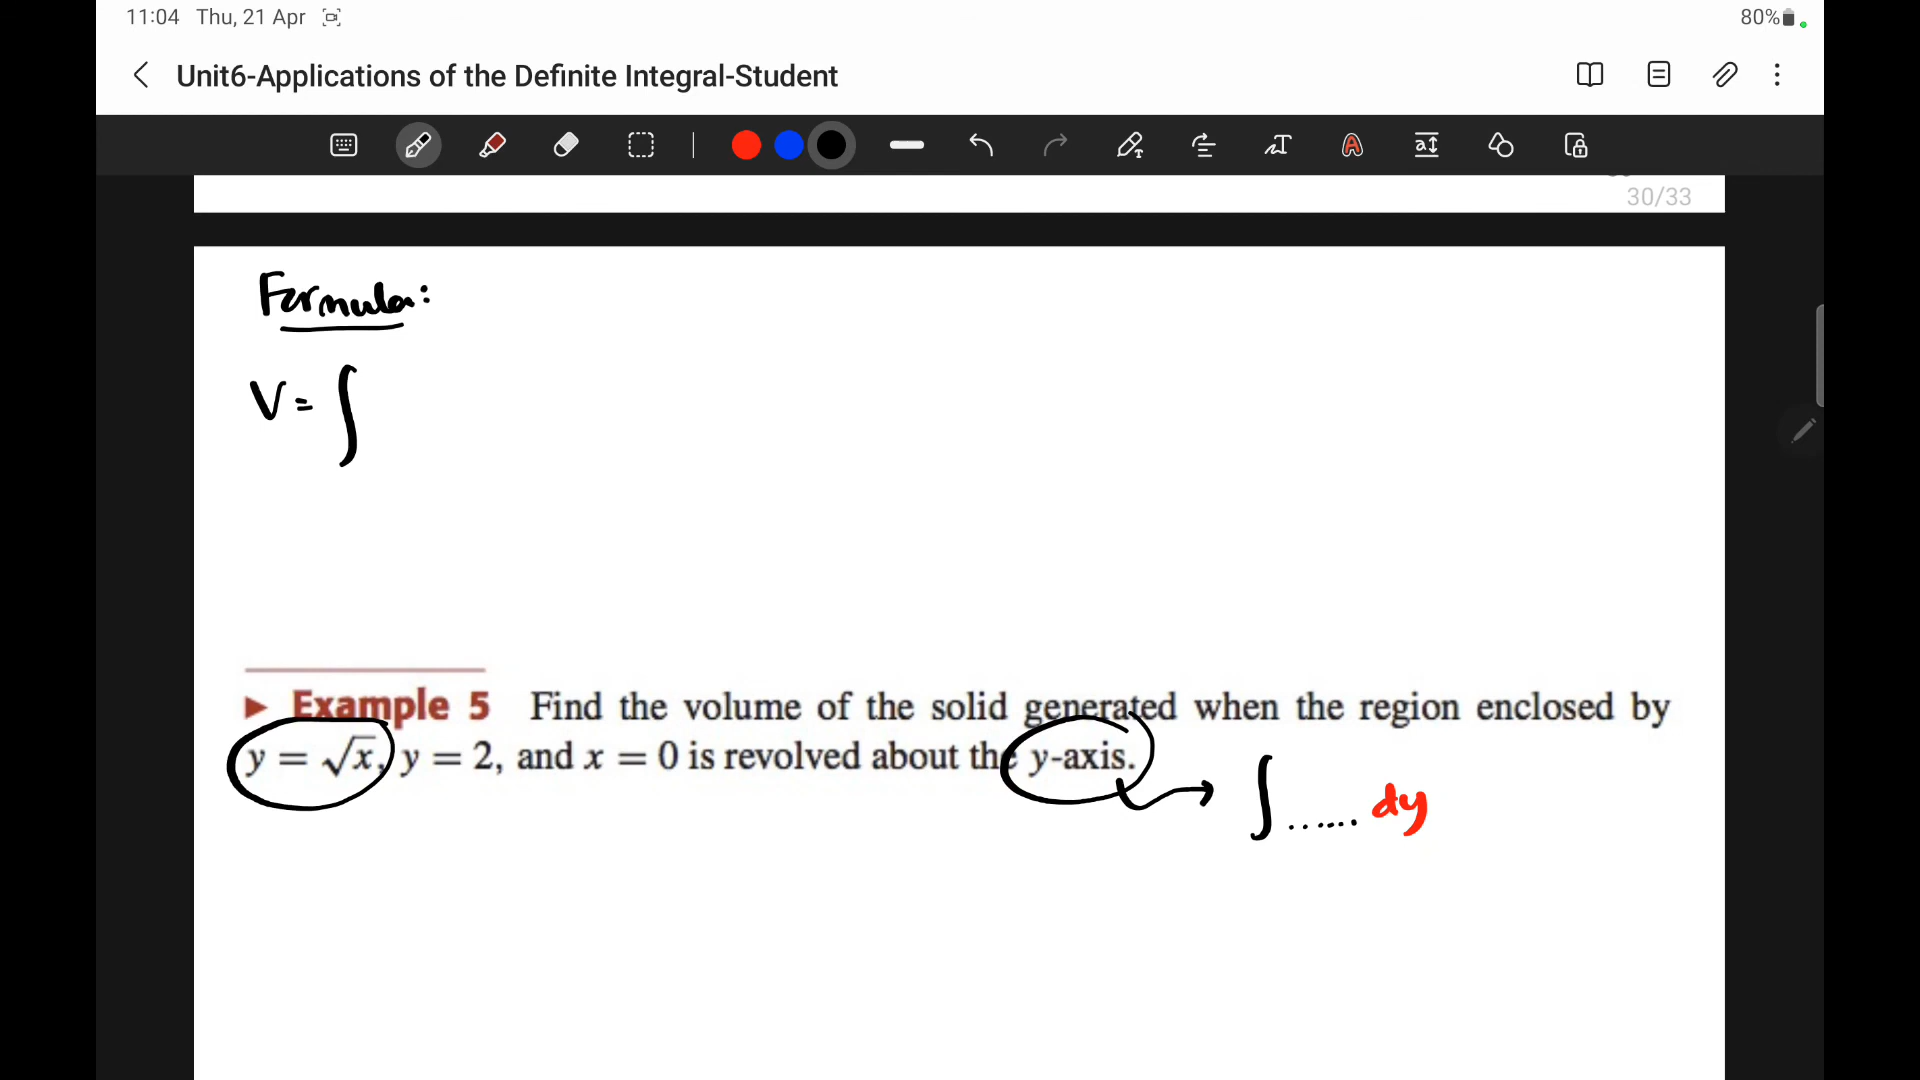 11:04 Thu, 21 Apr
80%
Unit6-Applications of the Definite Integral-Student
30/33
Formula:
V = ∫
▶ Example 5 Find the volume of the solid generated when the region enclosed by
y = √x, y = 2, and x = 0 is revolved about the y-axis.
∫ ...... dy